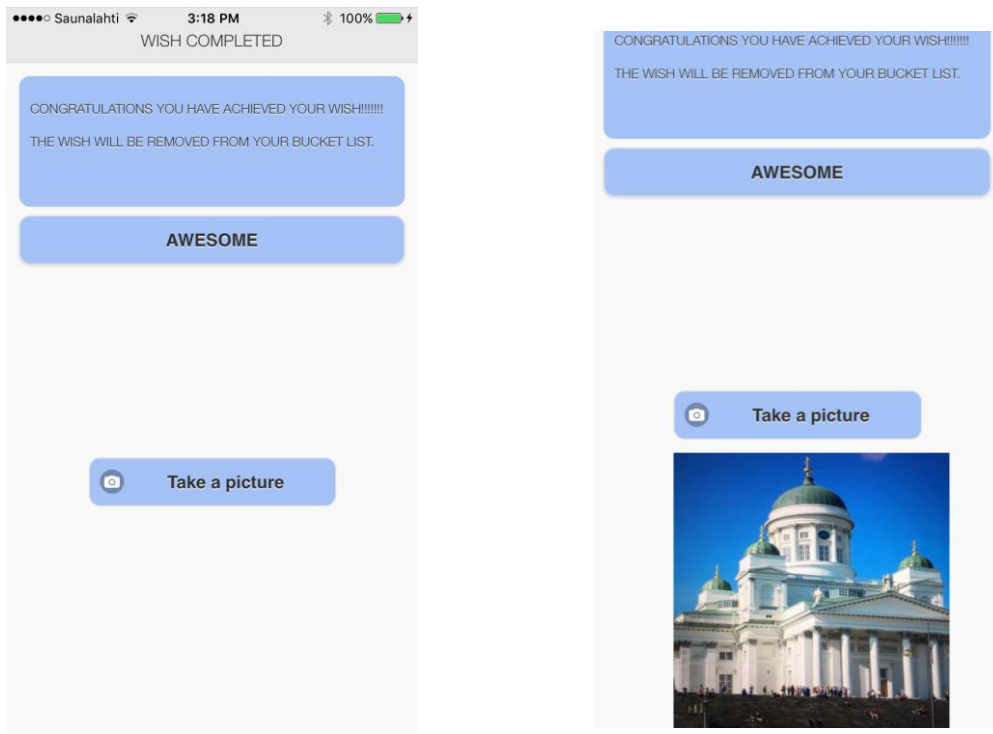 ●●●●○ Saunalahti 3:18 PM 100%
WISH COMPLETED
CONGRATULATIONS YOU HAVE ACHIEVED YOUR WISH!!!!!!!
THE WISH WILL BE REMOVED FROM YOUR BUCKET LIST.
AWESOME
Take a picture
CONGRATULATIONS YOU HAVE ACHIEVED YOUR WISH!!!!!!!
THE WISH WILL BE REMOVED FROM YOUR BUCKET LIST.
AWESOME
Take a picture